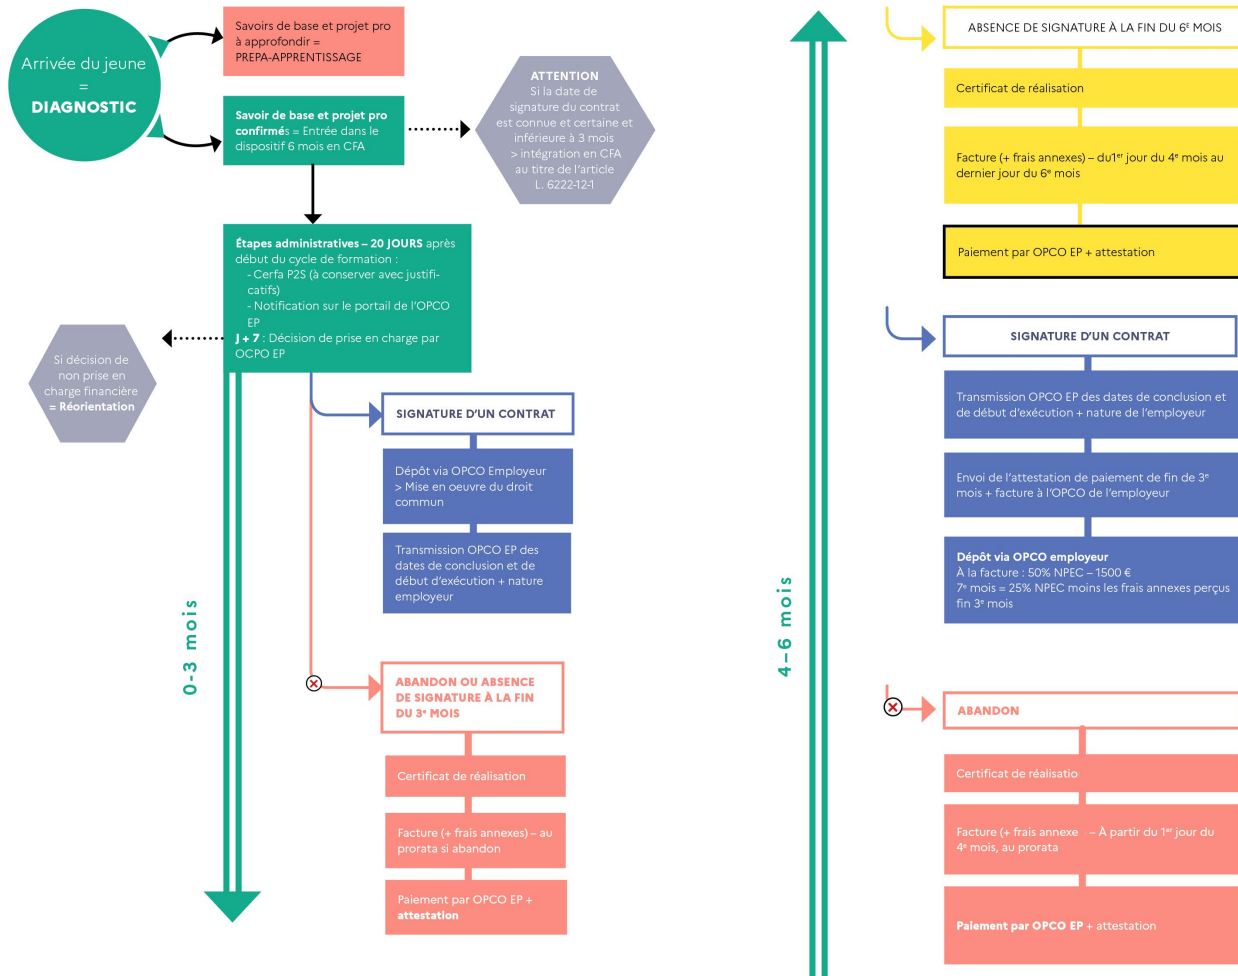 Arrivée du jeune
=
DIAGNOSTIC
Savoirs de base et projet pro
à approfondir =
PREPA-APPRENTISSAGE
Savoir de base et projet pro
confirmés = Entrée dans le
dispositif 6 mois en CFA
ATTENTION
Si la date de
signature du contrat
est connue et certaine et
inférieure à 3 mois
> intégration en CFA
au titre de l'article
L. 6222-12-1
Étapes administratives – 20 JOURS après
début du cycle de formation :
- Cerfa P2S (à conserver avec justifi-
catifs)
- Notification sur le portail de l'OPCO
EP
J + 7 : Décision de prise en charge par
OCPO EP
Si décision de
non prise en
charge financière
= Réorientation
0-3 mois
SIGNATURE D'UN CONTRAT
Dépôt via OPCO Employeur
> Mise en oeuvre du droit
commun
Transmission OPCO EP des
dates de conclusion et de
début d'exécution + nature
employeur
ABANDON OU ABSENCE
DE SIGNATURE À LA FIN
DU 3e MOIS
Certificat de réalisation
Facture (+ frais annexes) – au
prorata si abandon
Paiement par OPCO EP +
attestation
4–6 mois
ABSENCE DE SIGNATURE À LA FIN DU 6E MOIS
Certificat de réalisation
Facture (+ frais annexes) – du1er jour du 4e mois au
dernier jour du 6e mois
Paiement par OPCO EP + attestation
SIGNATURE D'UN CONTRAT
Transmission OPCO EP des dates de conclusion et
de début d'exécution + nature de l'employeur
Envoi de l'attestation de paiement de fin de 3e
mois + facture à l'OPCO de l'employeur
Dépôt via OPCO employeur
À la facture : 50% NPEC – 1500 €
7e mois = 25% NPEC moins les frais annexes perçus
fin 3e mois
ABANDON
Certificat de réalisatio
Facture (+ frais annexe – À partir du 1er jour du
4e mois, au prorata
Paiement par OPCO EP + attestation